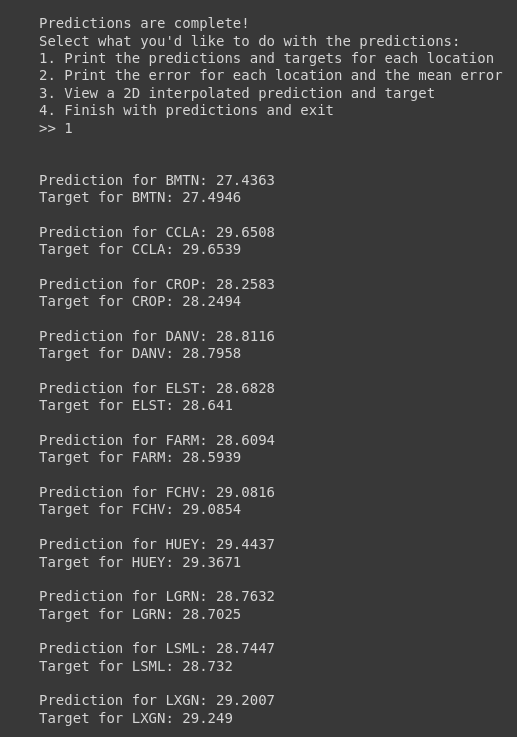 Predictions are complete!
Select what you'd like to do with the predictions:
1. Print the predictions and targets for each location
2. Print the error for each location and the mean error
3. View a 2D interpolated prediction and target
4. Finish with predictions and exit
>> 1
Prediction for BMTN: 27.4363
Target for BMTN: 27.4946
Prediction for CCLA: 29.6508
Target for CCLA: 29.6539
Prediction for CROP: 28.2583
Target for CROP: 28.2494
Prediction for DANV: 28.8116
Target for DANV: 28.7958
Prediction for ELST: 28.6828
Target for ELST: 28.641
Prediction for FARM: 28.6094
Target for FARM: 28.5939
Prediction for FCHV: 29.0816
Target for FCHV: 29.0854
Prediction for HUEY: 29.4437
Target for HUEY: 29.3671
Prediction for LGRN: 28.7632
Target for LGRN: 28.7025
Prediction for LSML: 28.7447
Target for LSML: 28.732
Prediction for LXGN: 29.2007
Target for LXGN: 29.249